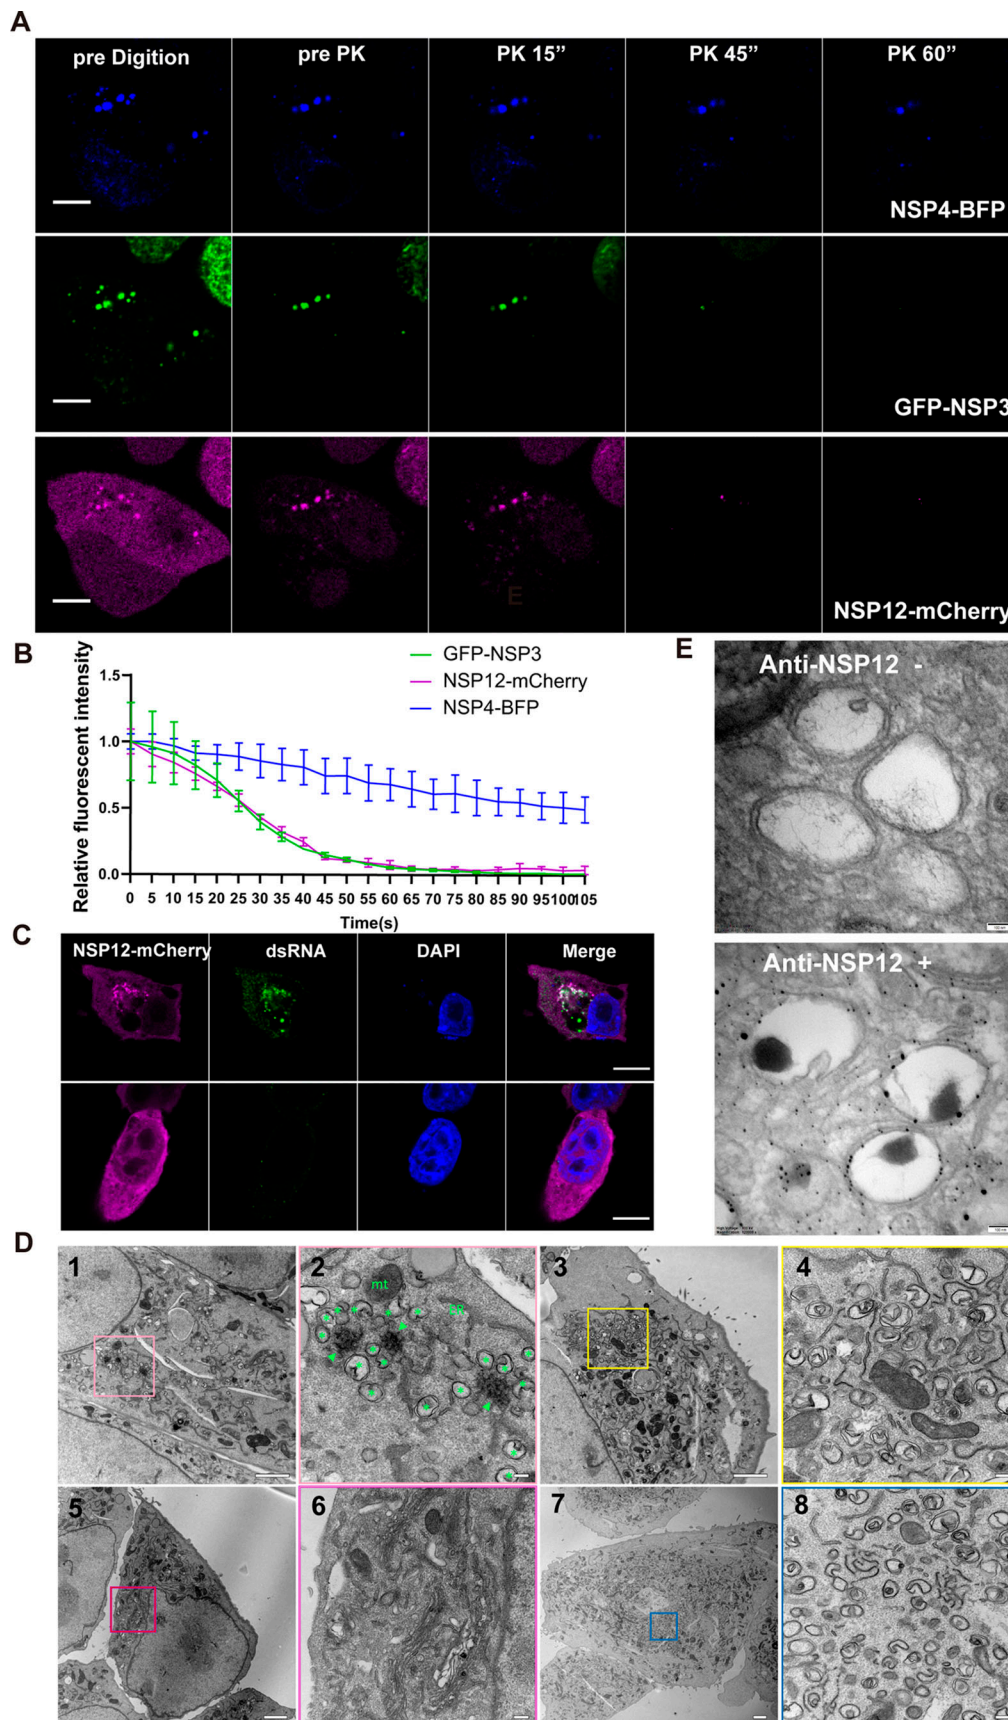 A
pre Digition
pre PK
PK 15”
PK 45”
PK 60”
NSP4-BFP
GFP-NSP3
E
NSP12-mCherry
B
Relative fluorescent intensity
GFP-NSP3
NSP12-mCherry
NSP4-BFP
1.5
1.0
0.5
0.0
0 5 10 15 20 25 30 35 40 45 50 55 60 65 70 75 80 85 90 95100105
Time(s)
E
Anti-NSP12 -
Anti-NSP12 +
C
NSP12-mCherry
dsRNA
DAPI
Merge
D
1
2
mt
ER
3
4
5
6
7
8